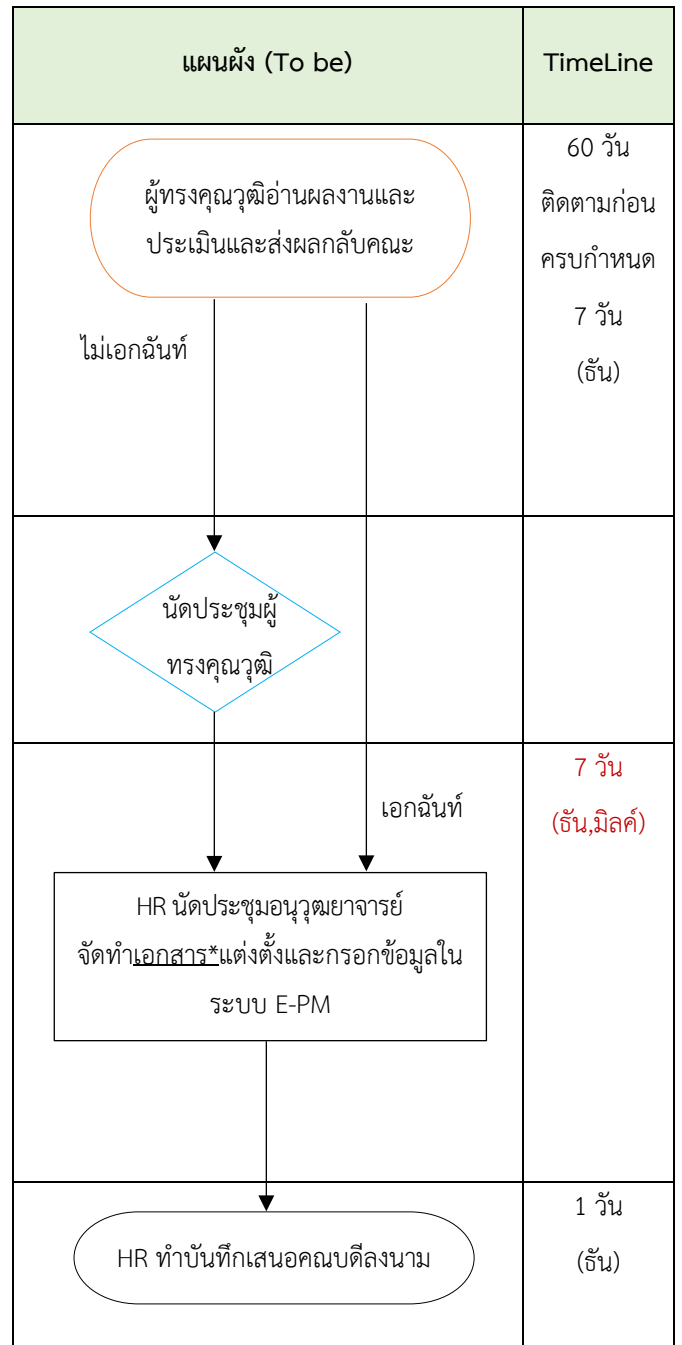 แผนผัง (To be)
TimeLine
ผู้ทรงคุณวุฒิอ่านผลงานและ
ประเมินและส่งผลกลับคณะ
60 วัน
ติดตามก่อน
ครบกำหนด
7 วัน
(ธัน)
ไม่เอกฉันท์
นัดประชุมผู้
ทรงคุณวุฒิ
7 วัน
(ธัน,มิลค์)
เอกฉันท์
HR นัดประชุมอนุวุฒยาจารย์
จัดทำเอกสาร*แต่งตั้งและกรอกข้อมูลใน
ระบบ E-PM
1 วัน
(ธัน)
HR ทำบันทึกเสนอคณบดีลงนาม